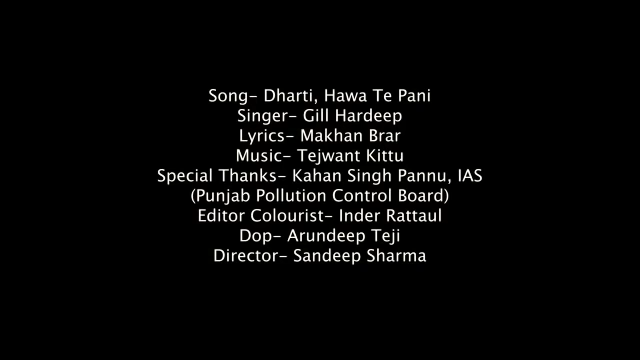 Song- Dharti, Hawa Te Pani
Singer- Gill Hardeep
Lyrics- Makhan Brar
Music- Tejwant Kittu
Special Thanks- Kahan Singh Pannu, IAS
(Punjab Pollution Control Board)
Editor Colourist- Inder Rattaul
Dop- Arundeep Teji
Director- Sandeep Sharma